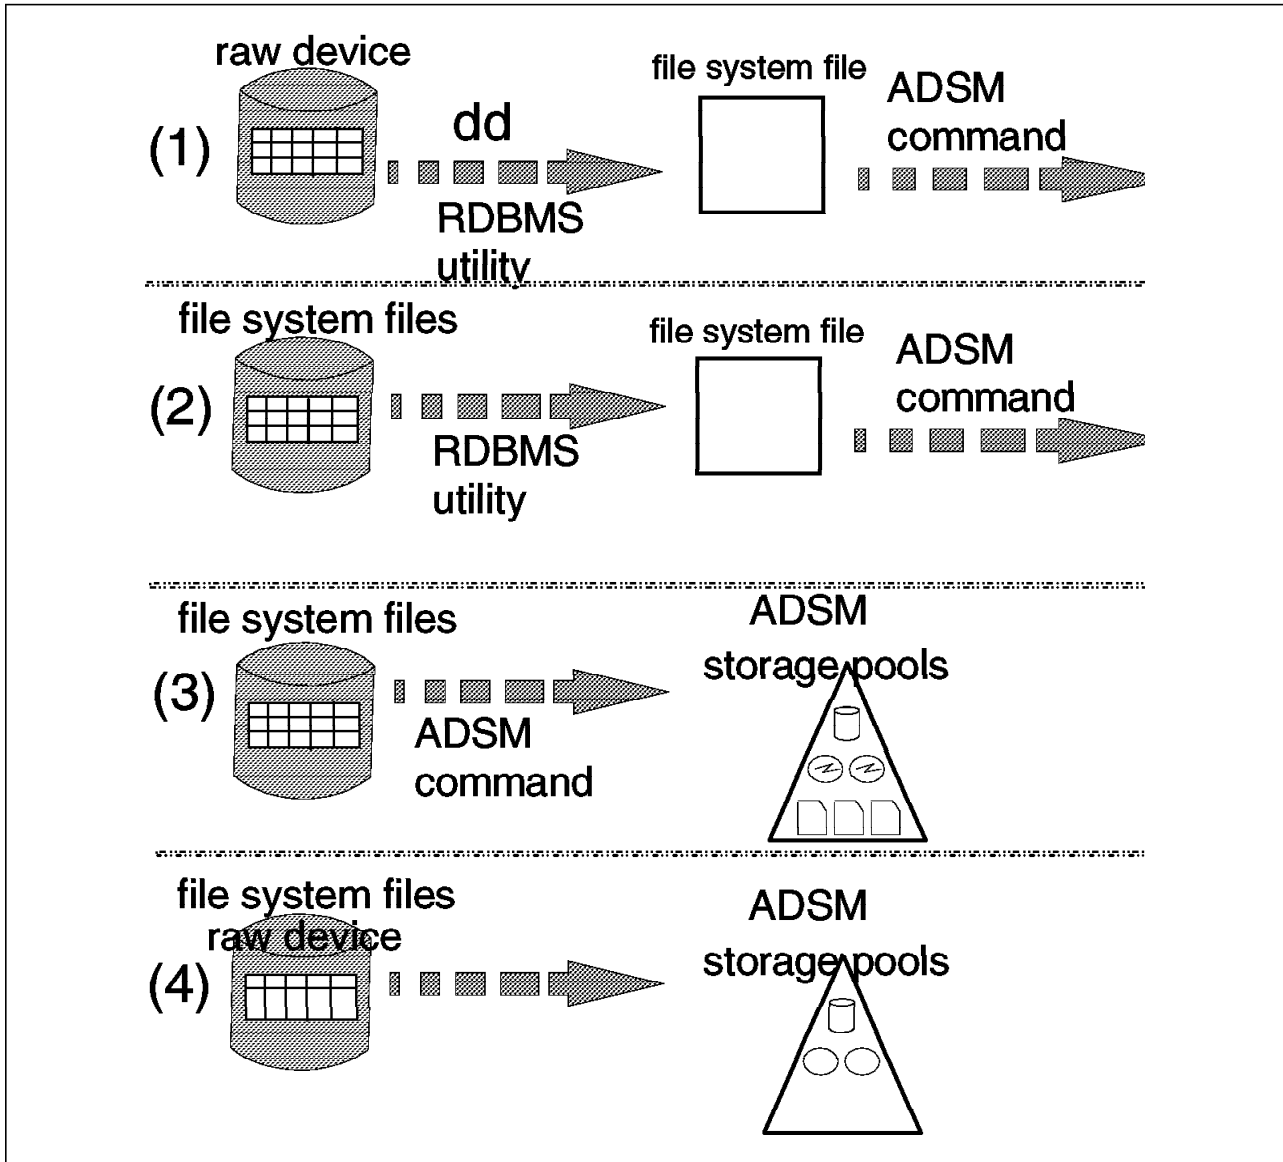 raw device
file system file
ADSM
command
(1)
dd
RDBMS
utility
file system files
file system file
ADSM
command
(2)
RDBMS
utility
file system files
ADSM
storage pools
(3)
ADSM
command
file system files
raw device
ADSM
storage pools
(4)